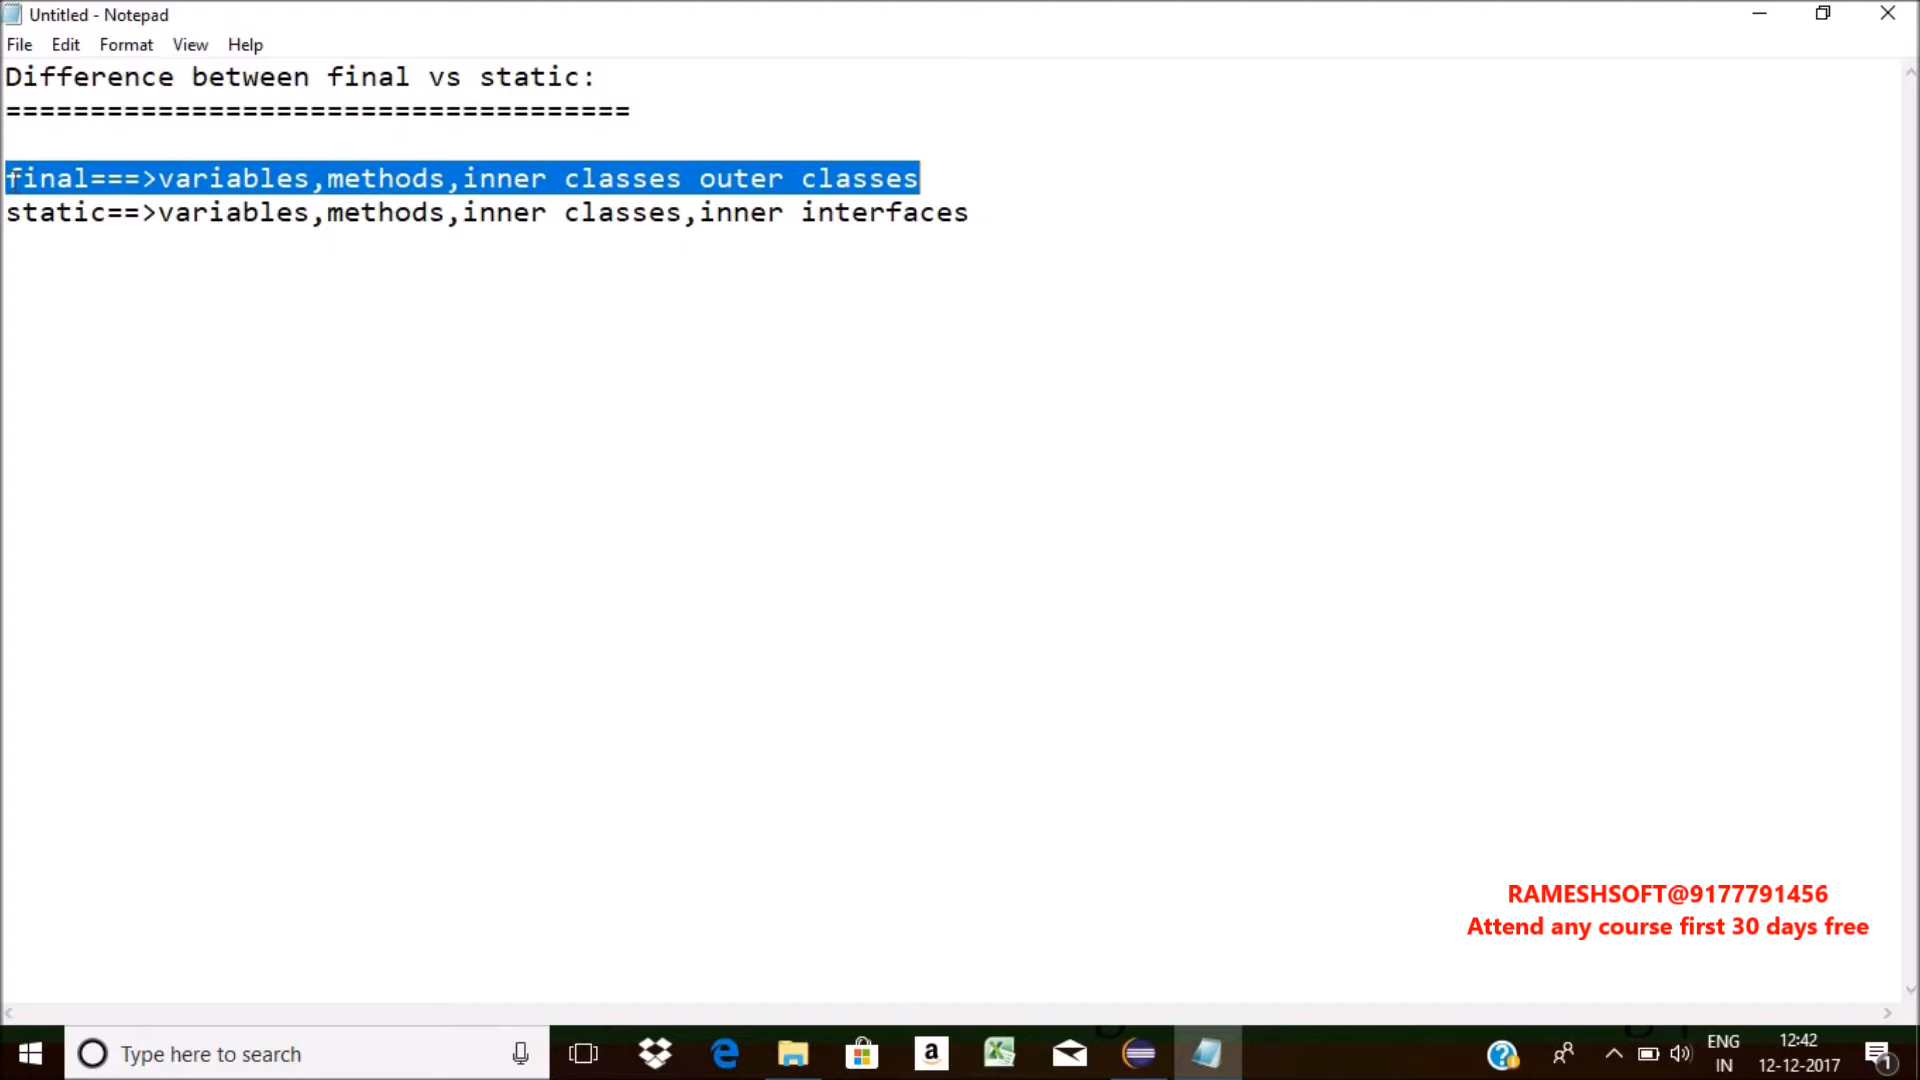 Untitled - Notepad
File Edit Format View Help
Difference between final vs static:
=====================================
final===>variables,methods,inner classes outer classes
static==>variables,methods,inner classes,inner interfaces
RAMESHSOFT@9177791456
Attend any course first 30 days free
Type here to search
a
ENG
IN
12:42
12-12-2017
1